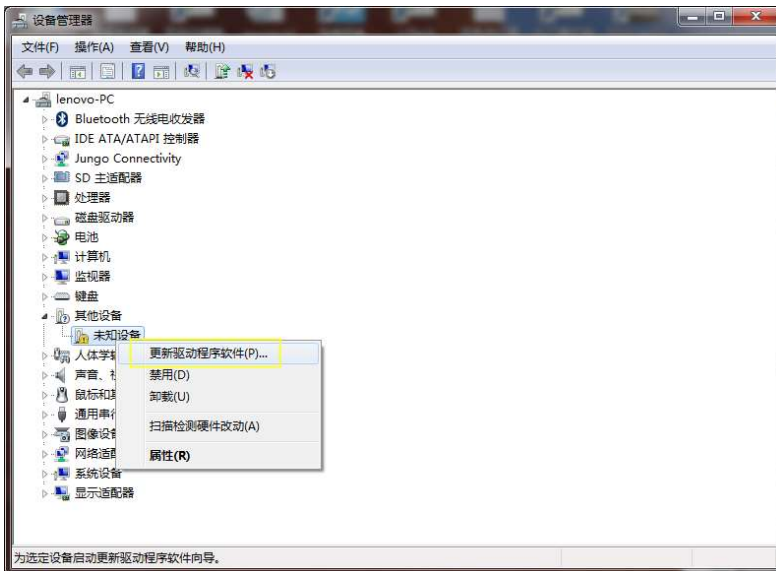 设备管理器
文件(F) 操作(A) 查看(V) 帮助(H)
lenovo-PC
Bluetooth 无线电收发器
IDE ATA/ATAPI 控制器
Jungo Connectivity
SD 主适配器
处理器
磁盘驱动器
电池
计算机
监视器
键盘
其他设备
未知设备
人体学
更新驱动程序软件(P)...
声音、
禁用(D)
鼠标和
卸载(U)
通用串行
图像设
扫描检测硬件改动(A)
网络适
属性(R)
系统设备
显示适配器
为选定设备启动更新驱动程序软件向导。